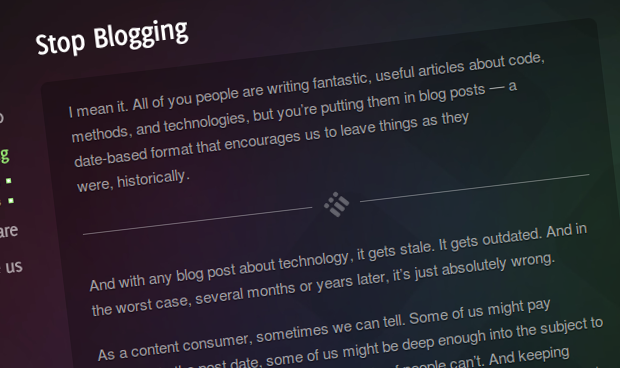 Stop Blogging
I mean it. All of you people are writing fantastic, useful articles about code,
methods, and technologies, but you're putting them in blog posts — a
date-based format that encourages us to leave things as they
were, historically.
And with any blog post about technology, it gets stale. It gets outdated. And in
the worst case, several months or years later, it's just absolutely wrong.
As a content consumer, sometimes we can tell. Some of us might pay
post date, some of us might be deep enough into the subject to
people can't. And keeping
are
us